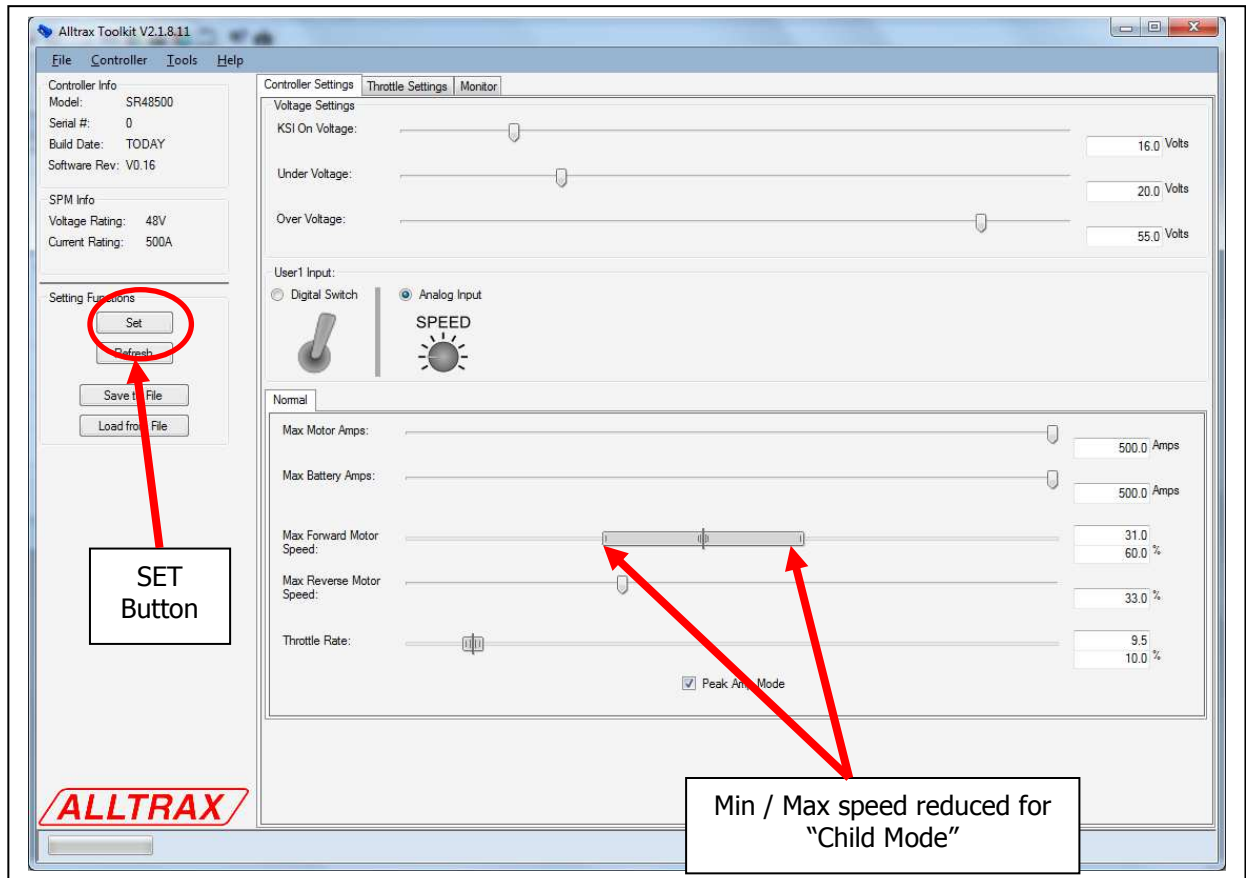 Alltrax Toolkit V2.1.8.11
File Controller Tools Help
Controller Info
Model: SR48500
Serial #: 0
Build Date: TODAY
Software Rev: V0.16
SPM Info
Voltage Rating: 48V
Current Rating: 500A
Setting Functions
Set
Refresh
Save to File
Load from File
SET
Button
ALLTRAX
Controller Settings Throttle Settings Monitor
Voltage Settings
KSI On Voltage: 16.0 Volts
Under Voltage: 20.0 Volts
Over Voltage: 55.0 Volts
User1 Input:
Digital Switch Analog Input
SPEED
Normal
Max Motor Amps: 500.0 Amps
Max Battery Amps: 500.0 Amps
Max Forward Motor 31.0
Speed: 60.0 %
Max Reverse Motor
Speed: 33.0 %
Throttle Rate: 9.5
10.0 %
Peak Amp Mode
Min / Max speed reduced for
“Child Mode”